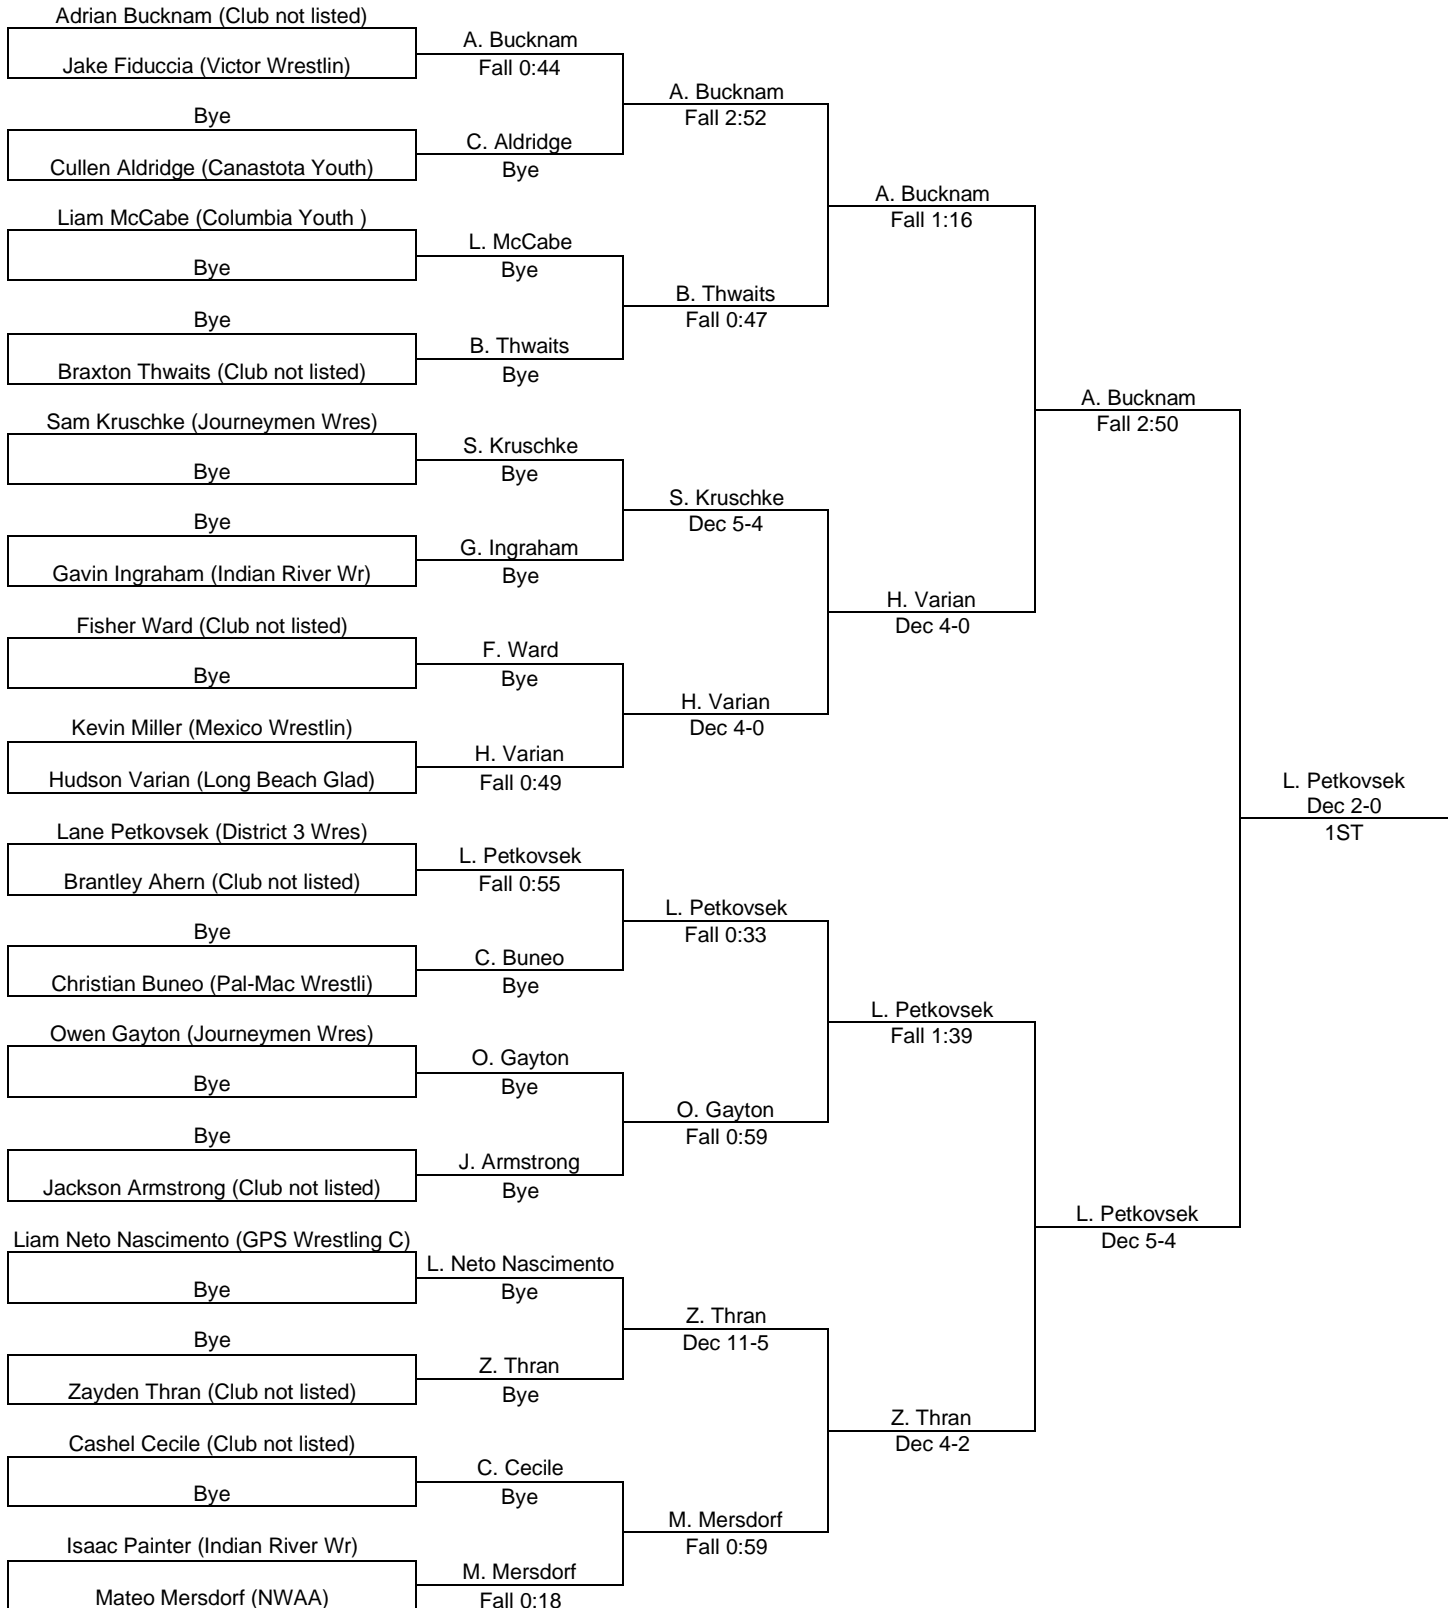 Adrian Bucknam (Club not listed)
A. Bucknam
Jake Fiduccia (Victor Wrestlin)
Fall 0:44
A. Bucknam
Bye
Fall 2:52
C. Aldridge
Cullen Aldridge (Canastota Youth)
Bye
A. Bucknam
Liam McCabe (Columbia Youth )
Fall 1:16
L. McCabe
Bye
Bye
B. Thwaits
Bye
Fall 0:47
B. Thwaits
Braxton Thwaits (Club not listed)
Bye
A. Bucknam
Sam Kruschke (Journeymen Wres)
Fall 2:50
S. Kruschke
Bye
Bye
S. Kruschke
Bye
Dec 5-4
G. Ingraham
Gavin Ingraham (Indian River Wr)
Bye
H. Varian
Fisher Ward (Club not listed)
Dec 4-0
F. Ward
Bye
Bye
H. Varian
Kevin Miller (Mexico Wrestlin)
Dec 4-0
H. Varian
Hudson Varian (Long Beach Glad)
Fall 0:49
L. Petkovsek
Dec 2-0
1ST
Lane Petkovsek (District 3 Wres)
L. Petkovsek
Brantley Ahern (Club not listed)
Fall 0:55
L. Petkovsek
Bye
Fall 0:33
C. Buneo
Christian Buneo (Pal-Mac Wrestli)
Bye
L. Petkovsek
Owen Gayton (Journeymen Wres)
Fall 1:39
O. Gayton
Bye
Bye
O. Gayton
Bye
Fall 0:59
J. Armstrong
Jackson Armstrong (Club not listed)
Bye
L. Petkovsek
Liam Neto Nascimento (GPS Wrestling C)
Dec 5-4
L. Neto Nascimento
Bye
Bye
Z. Thran
Bye
Dec 11-5
Z. Thran
Zayden Thran (Club not listed)
Bye
Z. Thran
Cashel Cecile (Club not listed)
Dec 4-2
C. Cecile
Bye
Bye
M. Mersdorf
Isaac Painter (Indian River Wr)
Fall 0:59
M. Mersdorf
Mateo Mersdorf (NWAA)
Fall 0:18